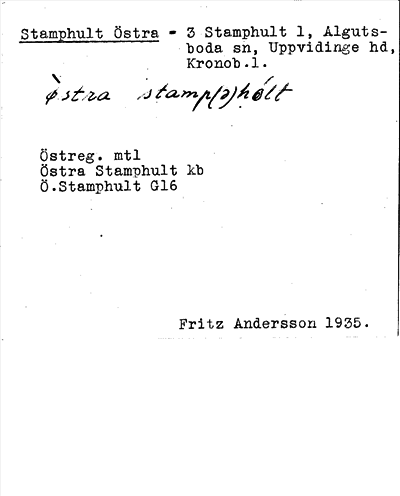 Stamphult Östra - 3 Stamphult 1, Alguts-
boda sn, Uppvidinge hd,
Kronob.l.
ø̀stra stamp(ə)hólt
Östreg. mtl
Östra Stamphult kb
Ö.Stamphult G16
Fritz Andersson 1935.